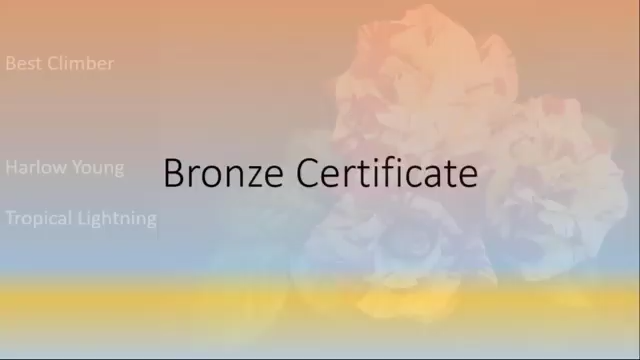 Best Climber
Harlow Young
Bronze Certificate
Tropical Lightning